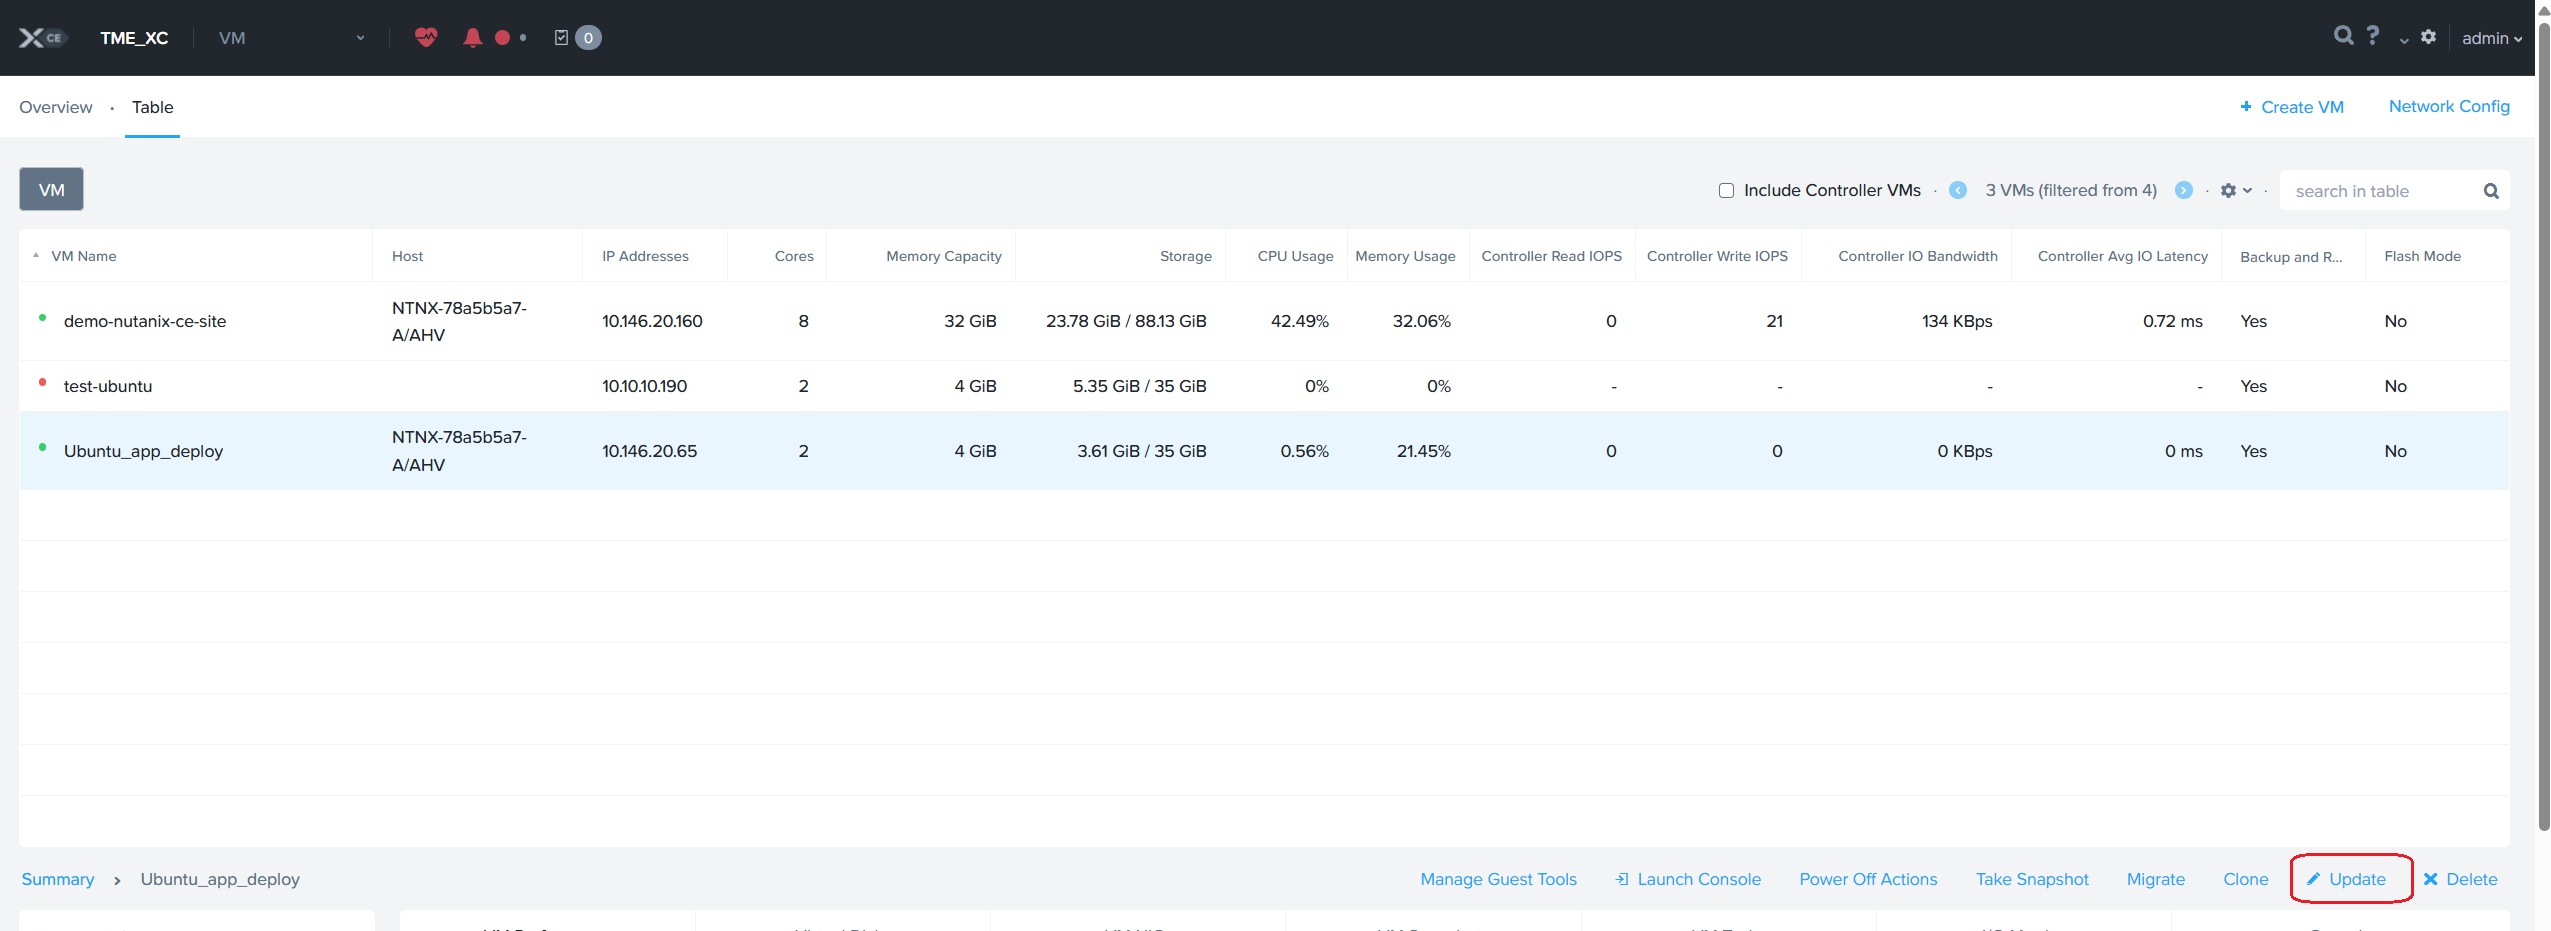 X CE TME_XC VM 0 ? admin
Overview · Table + Create VM Network Config
VM Include Controller VMs · 3 VMs (filtered from 4) · · search in table
VM Name Host IP Addresses Cores Memory Capacity Storage CPU Usage Memory Usage Controller Read IOPS Controller Write IOPS Controller IO Bandwidth Controller Avg IO Latency Backup and R... Flash Mode
demo-nutanix-ce-site NTNX-78a5b5a7- 10.146.20.160 8 32 GiB 23.78 GiB / 88.13 GiB 42.49% 32.06% 0 21 134 KBps 0.72 ms Yes No
A/AHV
test-ubuntu 10.10.10.190 2 4 GiB 5.35 GiB / 35 GiB 0% 0% - - - - Yes No
Ubuntu_app_deploy NTNX-78a5b5a7- 10.146.20.65 2 4 GiB 3.61 GiB / 35 GiB 0.56% 21.45% 0 0 0 KBps 0 ms Yes No
A/AHV
Summary > Ubuntu_app_deploy Manage Guest Tools Launch Console Power Off Actions Take Snapshot Migrate Clone Update Delete